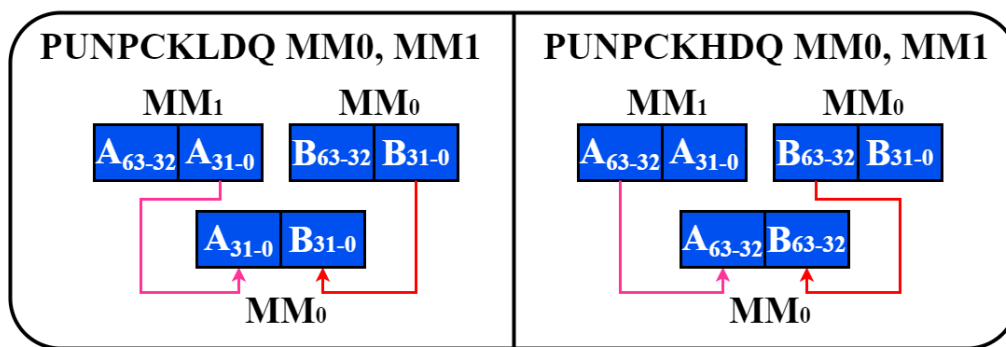 PUNPCKLDQ MM0, MM1
MM1 MM0
A63-32 A31-0 B63-32 B31-0
A31-0 B31-0
MM0
PUNPCKHDQ MM0, MM1
MM1 MM0
A63-32 A31-0 B63-32 B31-0
A63-32 B63-32
MM0